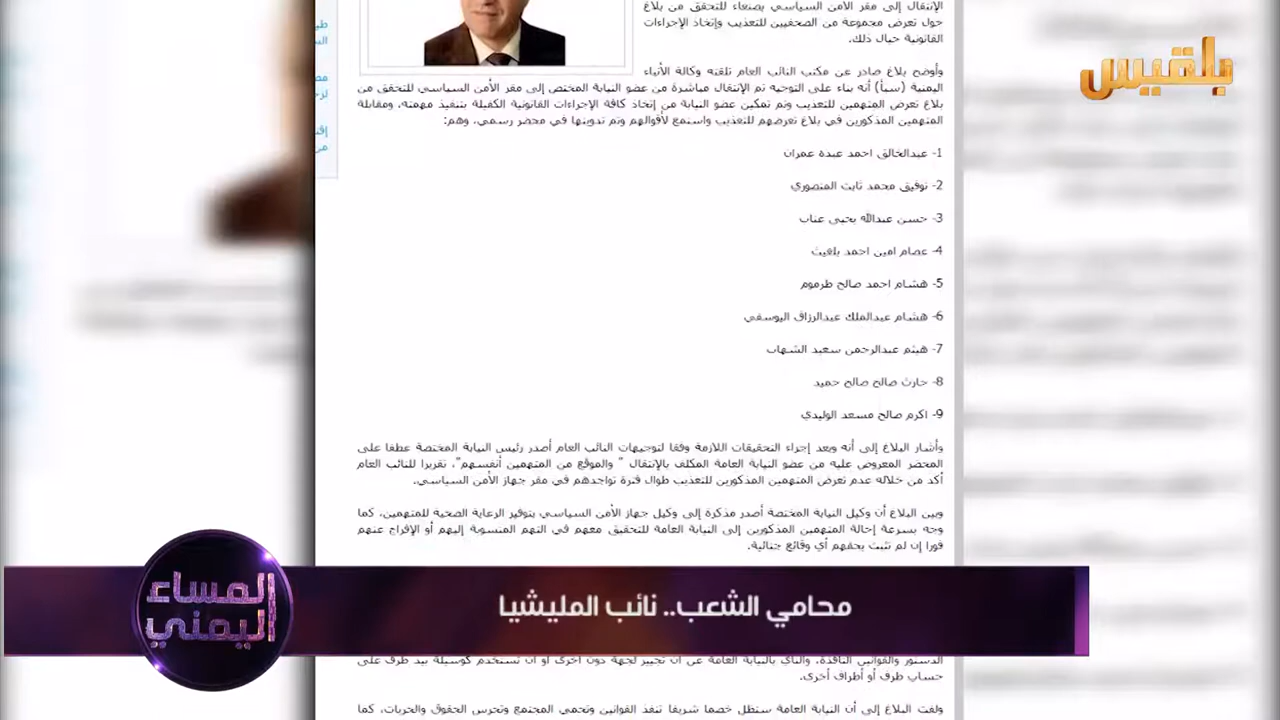 الإنتقال إلى مقر الأمن السياسي بصنعاء للتحقق من بلاغ
حول تعرض مجموعة من الصحفيين للتعذيب وإتخاذ الإجراءات
القانونية حيال ذلك.
وأوضح بلاغ صادر عن مكتب النائب العام تلقته وكالة الأنباء
اليمنية (سبأ) أنه بناء على التوجيه تم الإنتقال مباشرة من عضو النيابة المختص إلى مقر الأمن السياسي للتحقق من
بلاغ تعرض المتهمين للتعذيب وتم تمكين عضو النيابة من إتخاذ كافة الإجراءات القانونية الكفيلة بتنفيذ مهمته، ومقابلة
المتهمين المذكورين في بلاغ تعرضهم للتعذيب واستمع لأقوالهم وتم تدوينها في محضر رسمي، وهم:
1- عبدالخالق احمد عبده عمران
2- توفيق محمد ثابت المنصوري
3- حسن عبدالله يحيى عناب
4- عصام امين احمد بلغيث
5- هشام احمد صالح طرموم
6- هشام عبدالملك عبدالرزاق اليوسفي
7- هيثم عبدالرحمن سعيد الشهاب
8- حارث صالح صالح حميد
9- اكرم صالح مسعد الوليدي
وأشار البلاغ إلى أنه وبعد إجراء التحقيقات اللازمة وفقا لتوجيهات النائب العام أصدر رئيس النيابة المختصة عطفا على
المحضر المعروض عليه من عضو النيابة العامة المكلف بالإنتقال " والموقع من المتهمين أنفسهم"، تقريرا للنائب العام
أكد من خلاله عدم تعرض المتهمين المذكورين للتعذيب طوال فترة تواجدهم في مقر جهاز الأمن السياسي.
وبين البلاغ أن وكيل النيابة المختصة أصدر مذكرة إلى وكيل جهاز الأمن السياسي بتوفير الرعاية الصحية للمتهمين، كما
وجه بسرعة إحالة المتهمين المذكورين إلى النيابة العامة للتحقيق معهم في التهم المنسوبة إليهم أو الإفراج عنهم
فورا إن لم تثبت بحقهم أي وقائع جنائية.
الدستور والقوانين النافذة، والنأي بالنيابة العامة عن أن تجيير لجهة دون أخرى أو أن تستخدم كوسيلة بيد طرف على
حساب طرف أو أطراف أخرى.
ولفت البلاغ إلى أن النيابة العامة ستظل خصما شريفا تنفذ القوانين وتحمي المجتمع وتحرس الحقوق والحريات، كما
بلقيس
محامي الشعب.. نائب المليشيا
المساء
اليمني